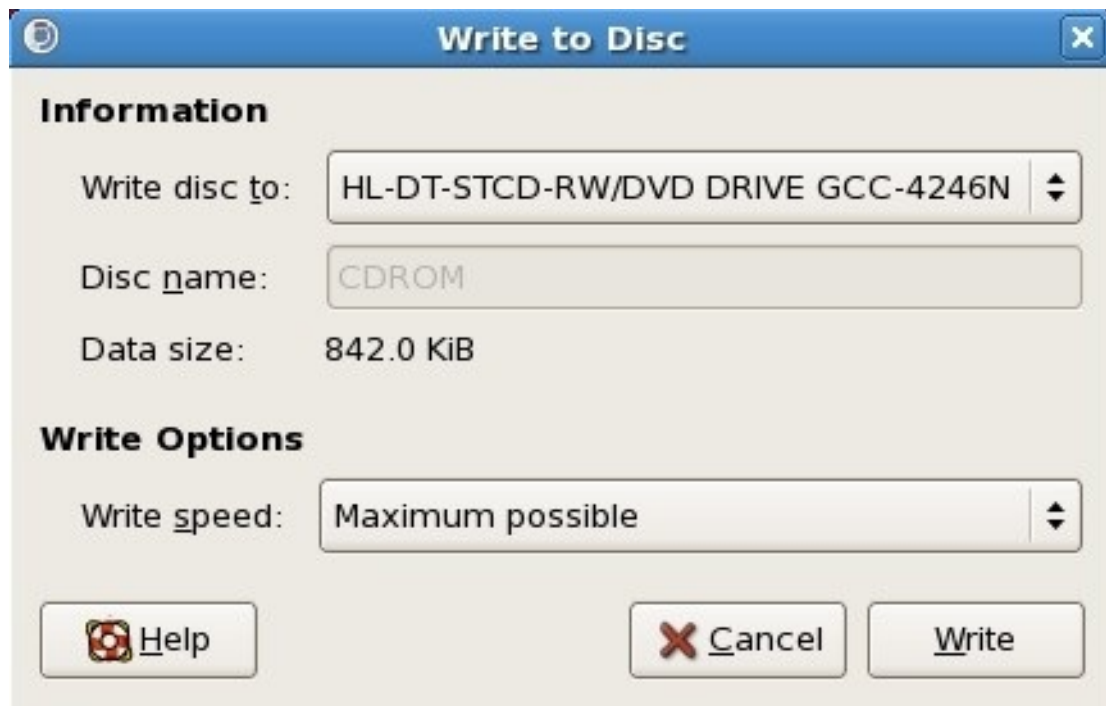 Write to Disc
Information
Write disc to: HL-DT-STCD-RW/DVD DRIVE GCC-4246N
Disc name: CDROM
Data size: 842.0 KiB
Write Options
Write speed: Maximum possible
Help Cancel Write